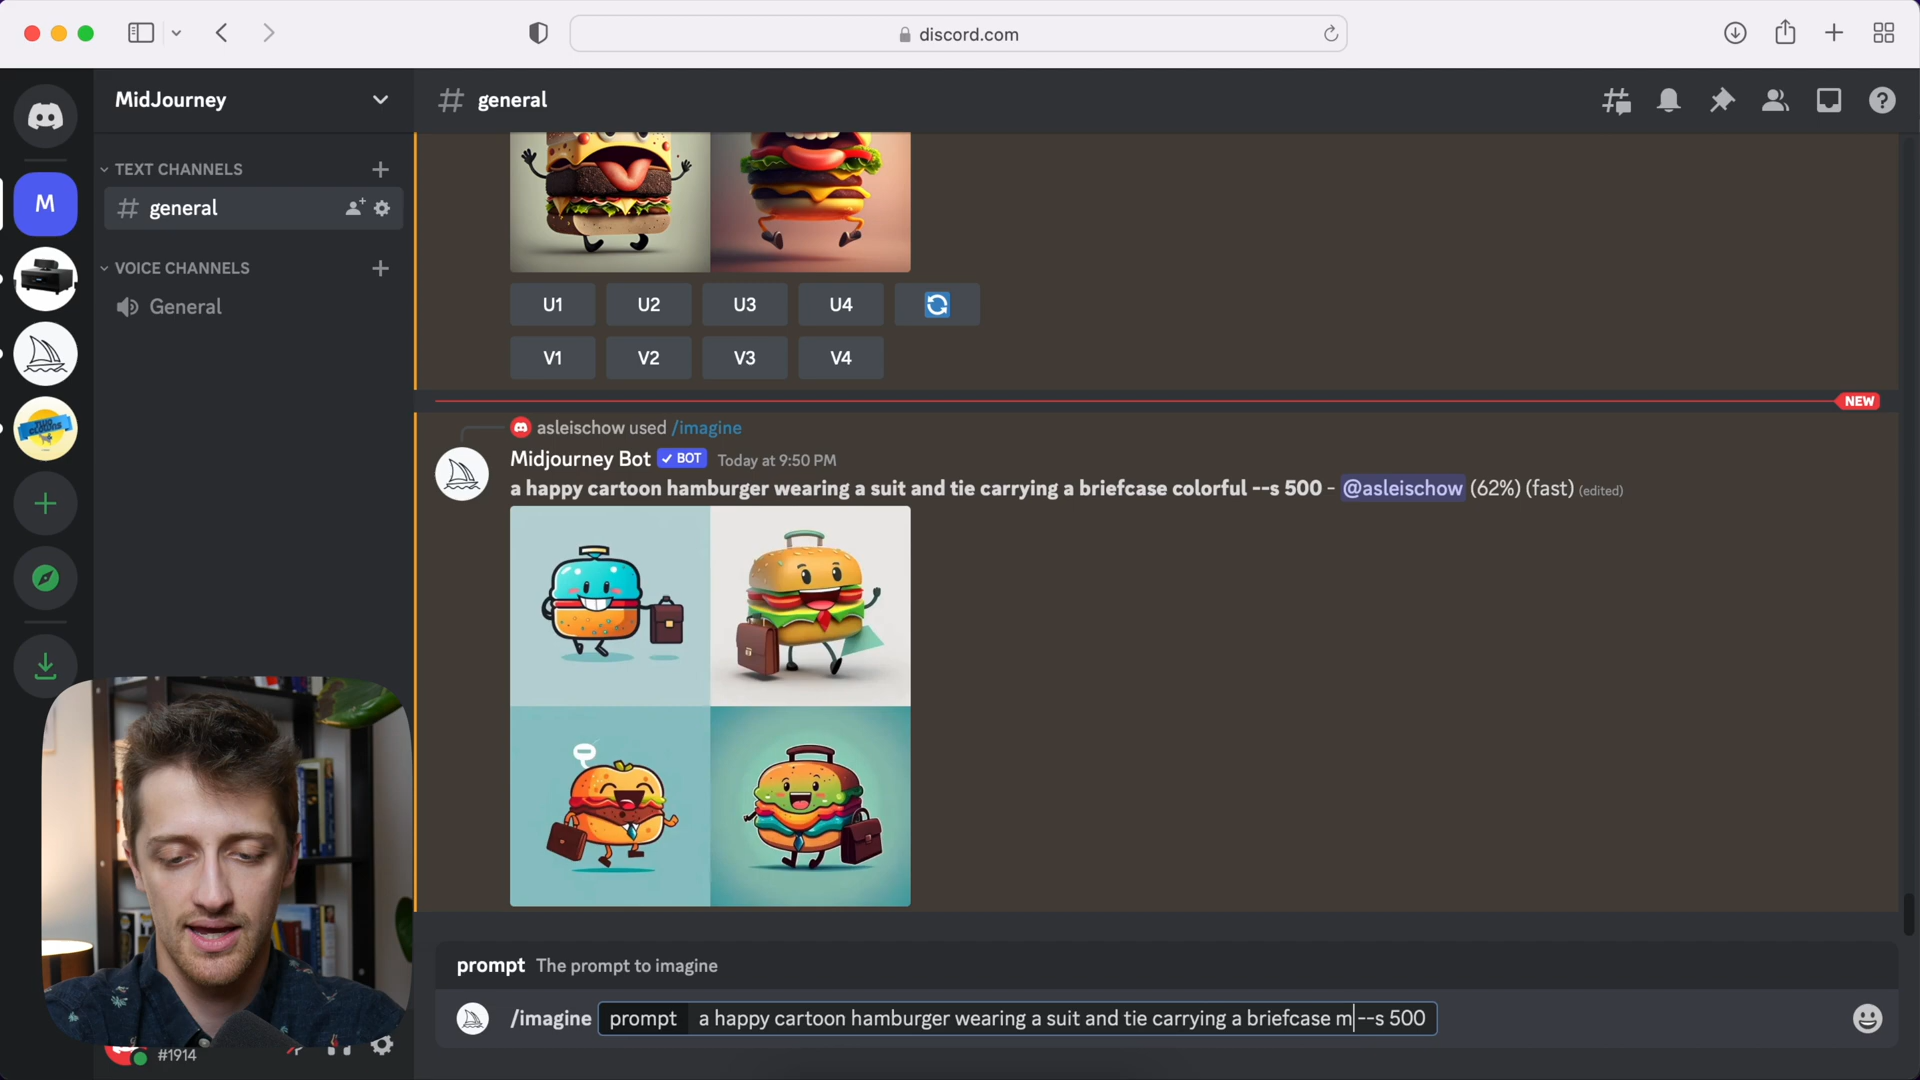 discord.com
MidJourney
general
TEXT CHANNELS
general
VOICE CHANNELS
General
M
TWO CLOWNS
U1 U2 U3 U4
V1 V2 V3 V4
NEW
asleischow used /imagine
Midjourney Bot BOT Today at 9:50 PM
a happy cartoon hamburger wearing a suit and tie carrying a briefcase colorful --s 500 - @asleischow (62%) (fast) (edited)
prompt The prompt to imagine
/imagine prompt a happy cartoon hamburger wearing a suit and tie carrying a briefcase m --s 500
#1914